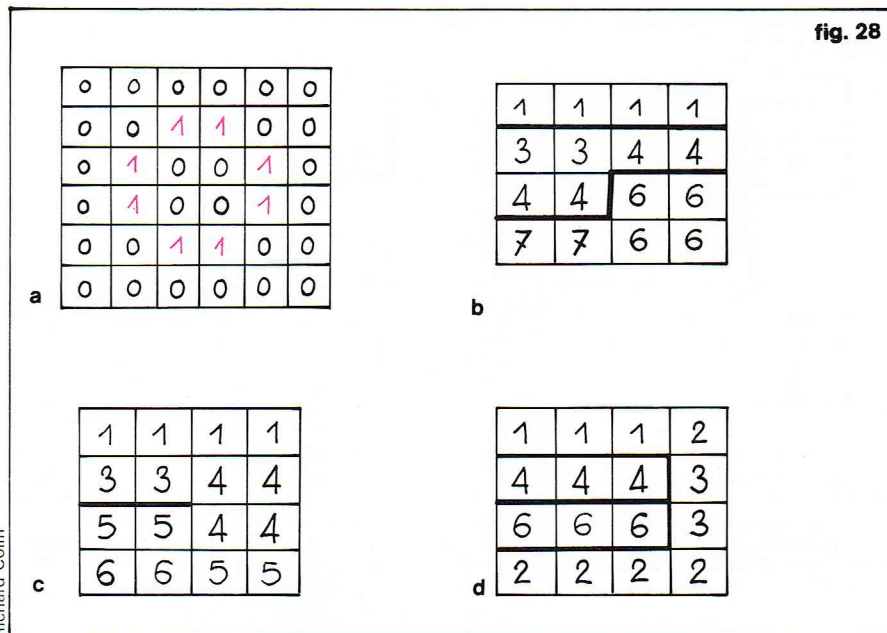 fig. 28
0 0 0 0 0 0
0 0 1 1 0 0
0 1 0 0 1 0
0 1 0 0 1 0
0 0 1 1 0 0
0 0 0 0 0 0
a
1 1 1 1
3 3 4 4
4 4 6 6
7 7 6 6
b
1 1 1 1
3 3 4 4
5 5 4 4
6 6 5 5
c
1 1 1 2
4 4 4 3
6 6 6 3
2 2 2 2
d